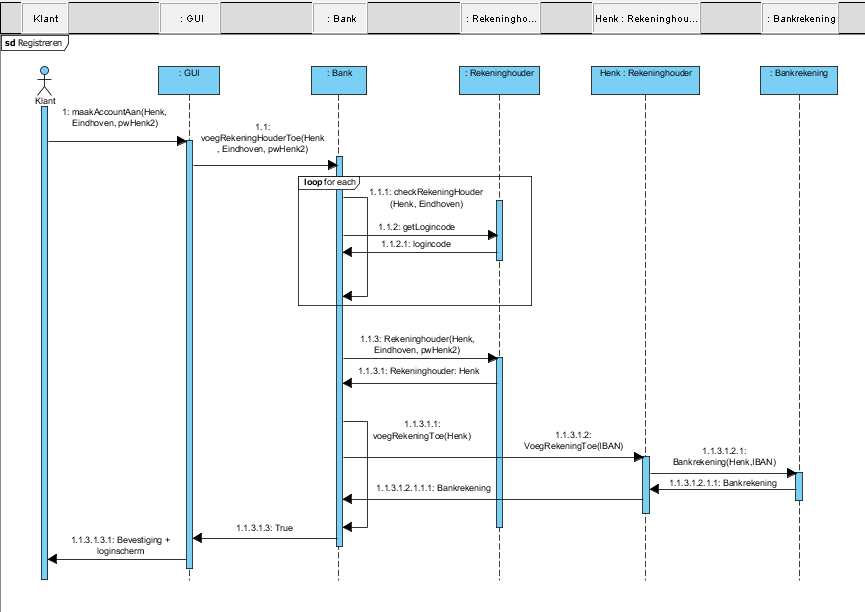 Klant
: GUI
: Bank
: Rekeningho...
Henk : Rekeninghou...
: Bankrekening
sd Registreren
: GUI
: Bank
: Rekeninghouder
Henk : Rekeninghouder
: Bankrekening
Klant
1: maakAccountAan(Henk,
Eindhoven, pwHenk2)
1.1:
voegRekeningHouderToe(Henk
, Eindhoven, pwHenk2)
loop for each
1.1.1: checkRekeningHouder
(Henk, Eindhoven)
1.1.2: getLogincode
1.1.2.1: logincode
1.1.3: Rekeninghouder(Henk,
Eindhoven, pwHenk2)
1.1.3.1: Rekeninghouder: Henk
1.1.3.1.1:
voegRekeningToe(Henk)
1.1.3.1.2:
VoegRekeningToe(IBAN)
1.1.3.1.2.1:
Bankrekening(Henk,IBAN)
1.1.3.1.2.1.1: Bankrekening
1.1.3.1.2.1.1.1: Bankrekening
1.1.3.1.3: True
1.1.3.1.3.1: Bevestiging +
loginscherm